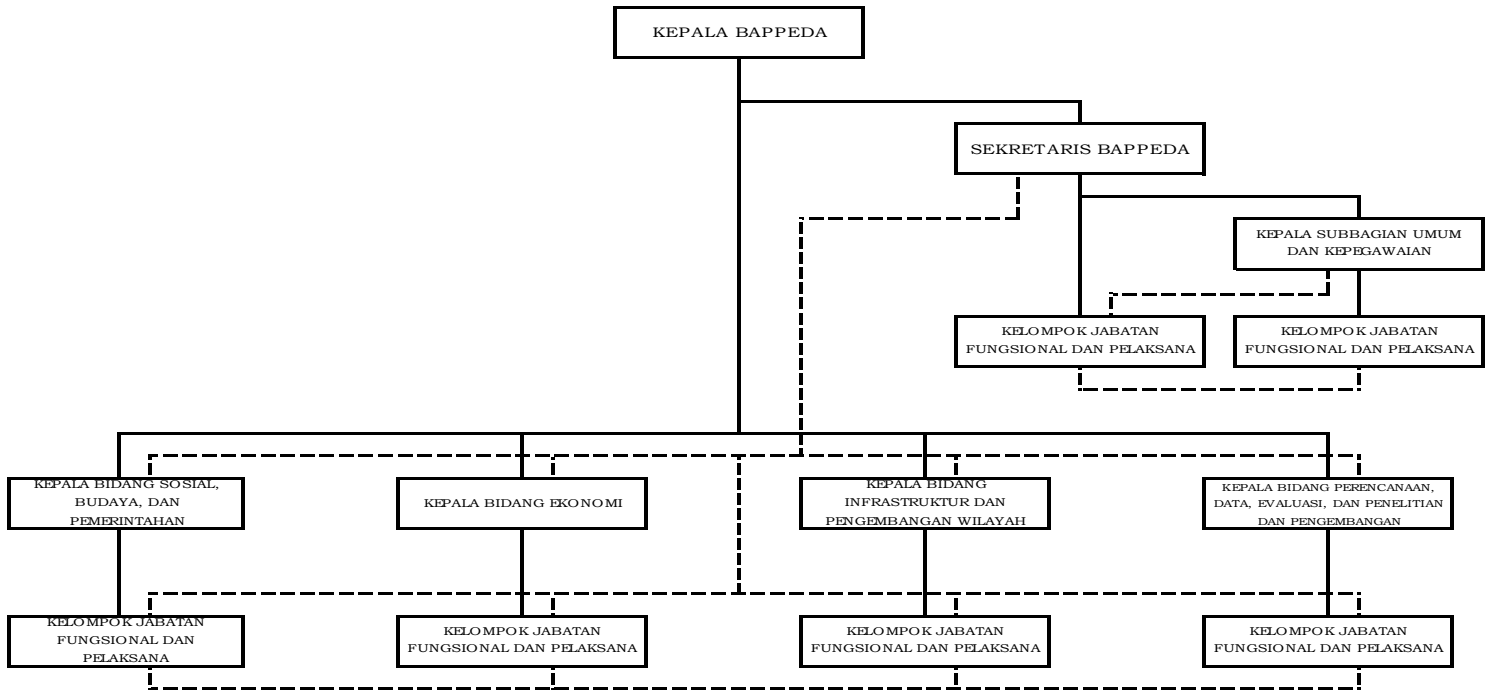 KEPALA BAPPEDA
SEKRETARIS BAPPEDA
KEPALA SUBBAGIAN UMUM
DAN KEPEGAWAIAN
KELOMPOK JABATAN
FUNGSIONAL DAN PELAKSANA
KELOMPOK JABATAN
FUNGSIONAL DAN PELAKSANA
KEPALA BIDANG SOSIAL,
BUDAYA, DAN
PEMERINTAHAN
KEPALA BIDANG EKONOMI
KEPALA BIDANG
INFRASTRUKTUR DAN
PENGEMBANGAN WILAYAH
KEPALA BIDANG PERENCANAAN,
DATA, EVALUASI, DAN PENELITIAN
DAN PENGEMBANGAN
KELOMPOK JABATAN
FUNGSIONAL DAN
PELAKSANA
KELOMPOK JABATAN
FUNGSIONAL DAN PELAKSANA
KELOMPOK JABATAN
FUNGSIONAL DAN PELAKSANA
KELOMPOK JABATAN
FUNGSIONAL DAN PELAKSANA